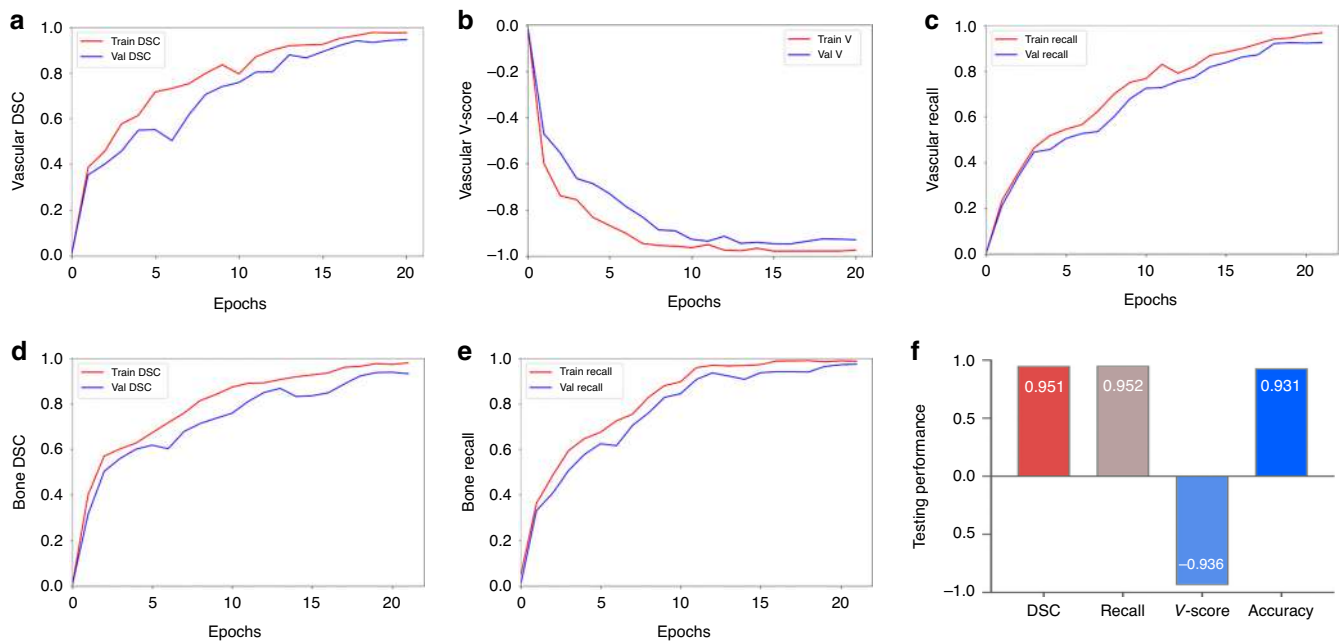 a
1.0
0.8
0.6
0.4
0.2
0.0
Vascular DSC
Train DSC
Val DSC
0 5 10 15 20
Epochs
b
0.0
−0.2
−0.4
−0.6
−0.8
−1.0
Vascular V-score
Train V
Val V
0 5 10 15 20
Epochs
c
1.0
0.8
0.6
0.4
0.2
0.0
Vascular recall
Train recall
Val recall
0 5 10 15 20
Epochs
d
1.0
0.8
0.6
0.4
0.2
0.0
Bone DSC
Train DSC
Val DSC
0 5 10 15 20
Epochs
e
1.0
0.8
0.6
0.4
0.2
0.0
Bone recall
Train recall
Val recall
0 5 10 15 20
Epochs
f
1.0
0.5
0.0
0.5
−1.0
Testing performance
0.951
0.952
−0.936
0.931
DSC Recall V-score Accuracy